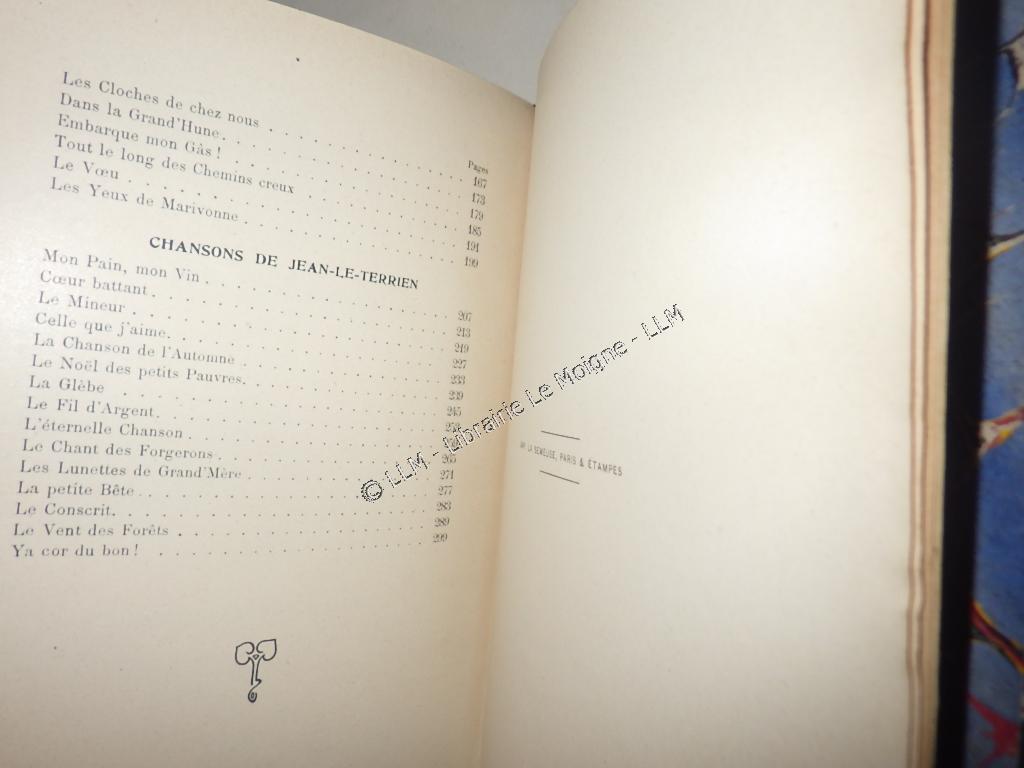 Pages
Les Cloches de chez nous . . . . . . . . . . . . 167
Dans la Grand'Hune. . . . . . . . . . . . . . 173
Embarque mon Gâs ! . . . . . . . . . . . . . 179
Tout le long des Chemins creux . . . . . . . . . 185
Le Vœu . . . . . . . . . . . . . . . . . 191
Les Yeux de Marivonne . . . . . . . . . . . . 199
CHANSONS DE JEAN-LE-TERRIEN
Mon Pain, mon Vin . . . . . . . . . . . . . 207
Cœur battant . . . . . . . . . . . . . . . 213
Le Mineur . . . . . . . . . . . . . . . . 219
Celle que j'aime. . . . . . . . . . . . . . . 227
La Chanson de l'Automne . . . . . . . . . . . 233
Le Noël des petits Pauvres. . . . . . . . . . . 239
La Glèbe . . . . . . . . . . . . . . . . 245
Le Fil d'Argent. . . . . . . . . . . . . . .
L'éternelle Chanson . . . . . . . . . . . . .
Le Chant des Forgerons . . . . . . . . . . . . 265
Les Lunettes de Grand'Mère . . . . . . . . . . 271
La petite Bête . . . . . . . . . . . . . . . 277
Le Conscrit. . . . . . . . . . . . . . . . 283
Le Vent des Forêts . . . . . . . . . . . . . 289
Ya cor du bon ! . . . . . . . . . . . . . . 299
LA SEMEUSE, PARIS & ÉTAMPES
© LLM - Librairie Le Moigne - LLM